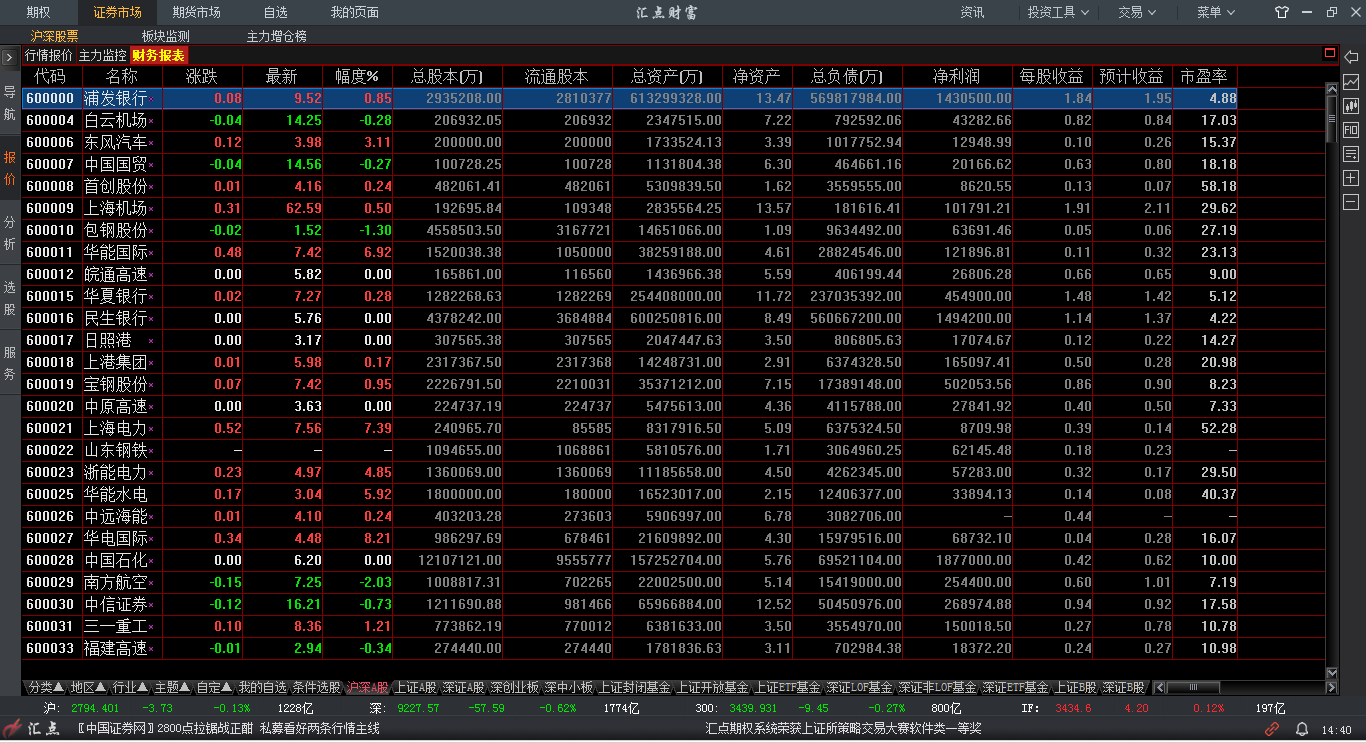 期权 证券市场 期货市场 自选 我的页面 汇点财富 资讯 投资工具 交易 菜单
沪深股票 板块监测 主力增仓榜
行情报价 主力监控 财务报表
代码 名称 涨跌 最新 幅度% 总股本(万) 流通股本 总资产(万) 净资产 总负债(万) 净利润 每股收益 预计收益 市盈率
600000 浦发银行× 0.08 9.52 0.85 2935208.00 2810377 613299328.00 13.47 569817984.00 1430500.00 1.84 1.95 4.88
600004 白云机场× -0.04 14.25 -0.28 206932.05 206932 2347515.00 7.22 792592.06 43282.66 0.82 0.84 17.03
600006 东风汽车× 0.12 3.98 3.11 200000.00 200000 1733524.13 3.39 1017752.94 12948.99 0.10 0.26 15.37
600007 中国国贸× -0.04 14.56 -0.27 100728.25 100728 1131804.38 6.30 464661.16 20166.62 0.63 0.80 18.18
600008 首创股份× 0.01 4.16 0.24 482061.41 482061 5309839.50 1.62 3559555.00 8620.55 0.13 0.07 58.18
600009 上海机场× 0.31 62.59 0.50 192695.84 109348 2835564.25 13.57 181616.41 101791.21 1.91 2.11 29.62
600010 包钢股份× -0.02 1.52 -1.30 4558503.50 3167721 14651066.00 1.09 9634492.00 63691.46 0.05 0.06 27.19
600011 华能国际× 0.48 7.42 6.92 1520038.38 1050000 38259188.00 4.61 28824546.00 121896.81 0.11 0.32 23.13
600012 皖通高速× 0.00 5.82 0.00 165861.00 116560 1436966.38 5.59 406199.44 26806.28 0.66 0.65 9.00
600015 华夏银行× 0.02 7.27 0.28 1282268.63 1282269 254408000.00 11.72 237035392.00 454900.00 1.48 1.42 5.12
600016 民生银行× 0.00 5.76 0.00 4378242.00 3684884 600250816.00 8.49 560667200.00 1494200.00 1.14 1.37 4.22
600017 日照港 × 0.00 3.17 0.00 307565.38 307565 2047447.63 3.50 806805.63 17074.67 0.12 0.22 14.27
600018 上港集团× 0.01 5.98 0.17 2317367.50 2317368 14248731.00 2.91 6374328.50 165097.41 0.50 0.28 20.98
600019 宝钢股份× 0.07 7.42 0.95 2226791.50 2210031 35371212.00 7.15 17389148.00 502053.56 0.86 0.90 8.23
600020 中原高速× 0.00 3.63 0.00 224737.19 224737 5475613.00 4.36 4115788.00 27841.92 0.40 0.50 7.33
600021 上海电力× 0.52 7.56 7.39 240965.70 85585 8317916.50 5.09 6375324.50 8709.98 0.39 0.14 52.28
600022 山东钢铁× — — — 1094655.00 1068861 5810576.00 1.71 3064960.25 62145.48 0.18 0.23 —
600023 浙能电力× 0.23 4.97 4.85 1360069.00 1360069 11185658.00 4.50 4262345.00 57283.00 0.32 0.17 29.50
600025 华能水电 0.17 3.04 5.92 1800000.00 180000 16523017.00 2.15 12406377.00 33894.13 0.14 0.08 40.37
600026 中远海能× 0.01 4.10 0.24 403203.28 273603 5906997.00 6.78 3082706.00 — 0.44 — —
600027 华电国际× 0.34 4.48 8.21 986297.69 678461 21609892.00 4.30 15979516.00 68732.10 0.04 0.28 16.07
600028 中国石化× 0.00 6.20 0.00 12107121.00 9555777 157252704.00 5.76 69521104.00 1877000.00 0.42 0.62 10.00
600029 南方航空× -0.15 7.25 -2.03 1008817.31 702265 22002500.00 5.14 15419000.00 254400.00 0.60 1.01 7.19
600030 中信证券× -0.12 16.21 -0.73 1211690.88 981466 65966884.00 12.52 50450976.00 268974.88 0.94 0.92 17.58
600031 三一重工× 0.10 8.36 1.21 773862.19 770012 6381633.00 3.50 3554970.00 150018.50 0.27 0.78 10.78
600033 福建高速× -0.01 2.94 -0.34 274440.00 274440 1781836.63 3.11 702984.38 18372.20 0.24 0.27 10.98
导航
报价
分析
选股
服务
F10
分类▲ 地区▲ 行业▲ 主题▲ 自定▲ 我的自选 条件选股 沪深A股 上证A股 深证A股 深创业板 深中小板 上证封闭基金 上证开放基金 上证ETF基金 深证LOF基金 深证非LOF基金 深证ETF基金 上证B股 深证B股
沪: 2794.401 -3.73 -0.13% 1228亿 深: 9227.57 -57.59 -0.62% 1774亿 300: 3439.931 -9.45 -0.27% 800亿 IF: 3434.6 4.20 0.12% 197亿
汇点 〖中国证券网〗2800点拉锯战正酣 私募看好两条行情主线 汇点期权系统荣获上证所策略交易大赛软件类一等奖 14:40